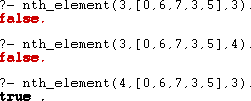 ?- nth_element(3,[0,6,7,3,5],3).
false.
?- nth_element(3,[0,6,7,3,5],4).
false.
?- nth_element(4,[0,6,7,3,5],3).
true .